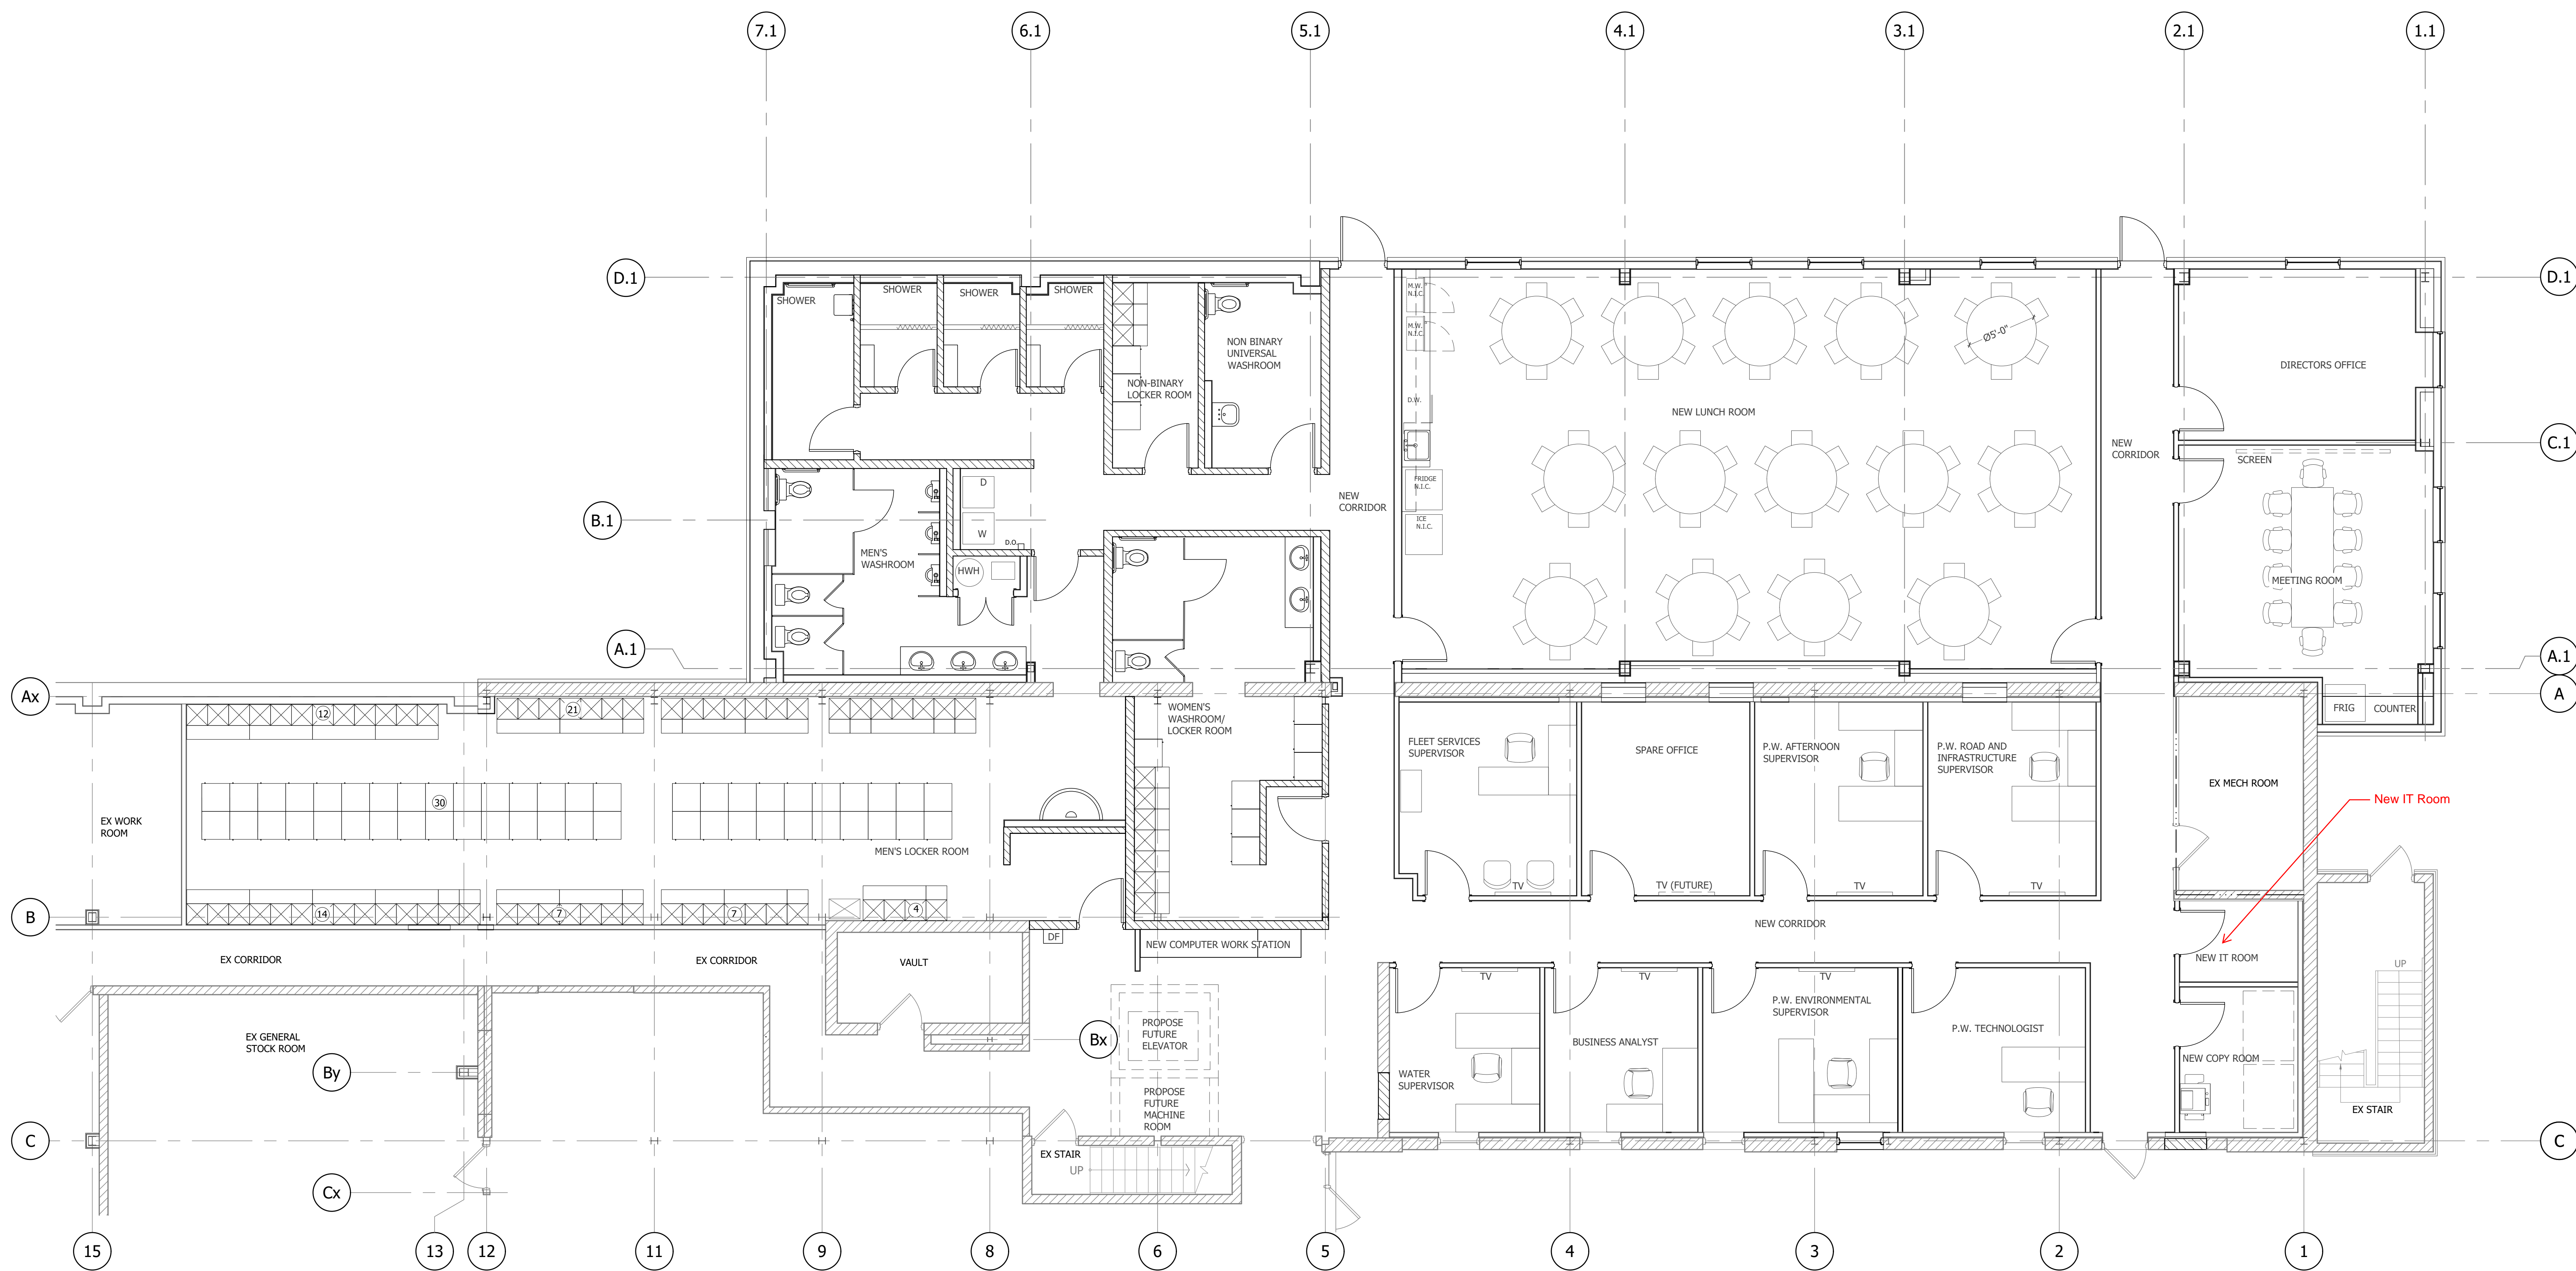 7.1
6.1
5.1
4.1
3.1
2.1
1.1
D.1
D.1
SHOWER
SHOWER
SHOWER
SHOWER
M.W.
N.I.C.
M.W.
N.I.C.
Ø5'-0"
NON BINARY
UNIVERSAL
WASHROOM
DIRECTORS OFFICE
NON-BINARY
LOCKER ROOM
D.W.
NEW LUNCH ROOM
NEW
CORRIDOR
C.1
SCREEN
FRIDGE
N.I.C.
D
NEW
CORRIDOR
B.1
ICE
N.I.C.
W
D.O.
MEN'S
WASHROOM
HWH
MEETING ROOM
A.1
A.1
Ax
A
FRIG
COUNTER
12
21
WOMEN'S
WASHROOM/
LOCKER ROOM
FLEET SERVICES
SUPERVISOR
SPARE OFFICE
P.W. AFTERNOON
SUPERVISOR
P.W. ROAD AND
INFRASTRUCTURE
SUPERVISOR
EX MECH ROOM
New IT Room
30
EX WORK
ROOM
MEN'S LOCKER ROOM
TV
TV (FUTURE)
TV
TV
B
14
7
7
4
NEW CORRIDOR
DF
NEW COMPUTER WORK STATION
EX CORRIDOR
EX CORRIDOR
VAULT
NEW IT ROOM
UP
TV
TV
TV
EX GENERAL
STOCK ROOM
Bx
PROPOSE
FUTURE
ELEVATOR
P.W. ENVIRONMENTAL
SUPERVISOR
P.W. TECHNOLOGIST
BUSINESS ANALYST
NEW COPY ROOM
By
WATER
SUPERVISOR
PROPOSE
FUTURE
MACHINE
ROOM
EX STAIR
C
C
EX STAIR
UP
Cx
15
13
12
11
9
8
6
5
4
3
2
1